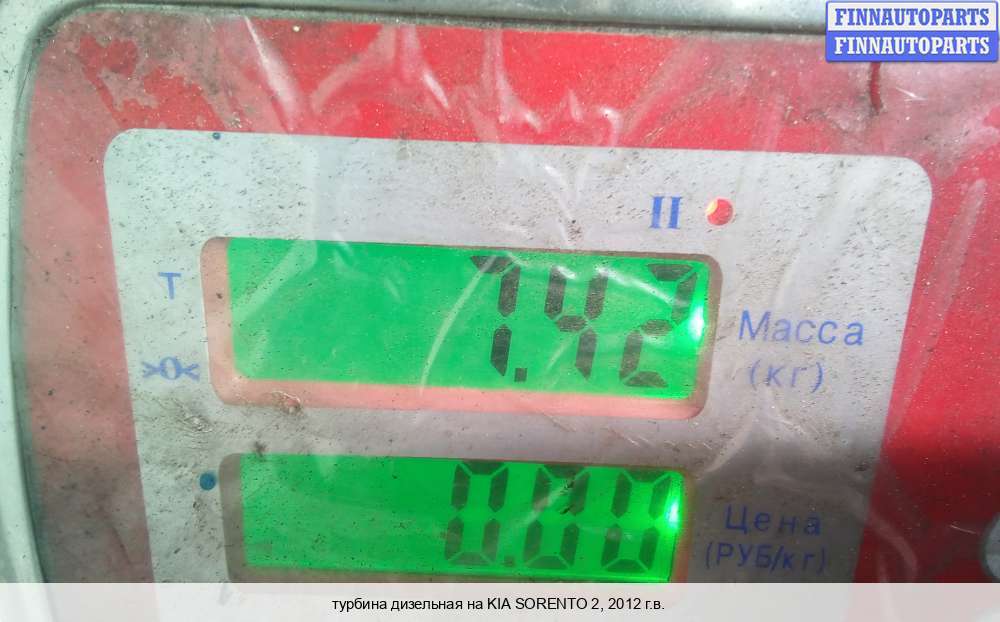 FINNAUTOPARTS
FINNAUTOPARTS
II
T
7.42
Масса
(кг)
>0<
0.00
Цена
(РУБ/кг)
турбина дизельная на KIA SORENTO 2, 2012 г.в.